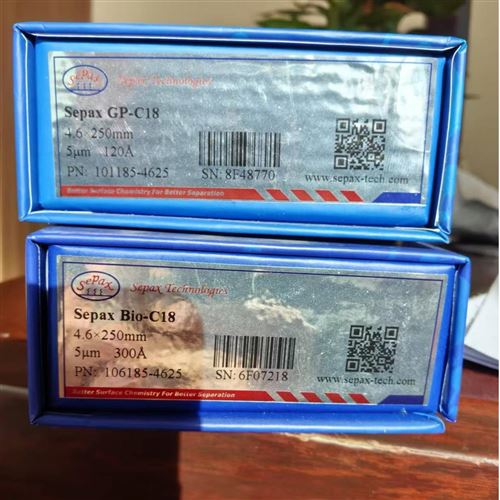 Sepax
Sepax Technologies
Sepax GP-C18
4.6 250mm
5µm 120Å
PN: 101185-4625 SN: 8F48770 www.sepax-tech.com
Better Surface Chemistry For Better Separation
Sepax
Sepax Technologies
Sepax Bio-C18
4.6×250mm
5µm 300Å
PN: 106185-4625 SN: 6F07218 www.sepax-tech.com
Better Surface Chemistry For Better Separation